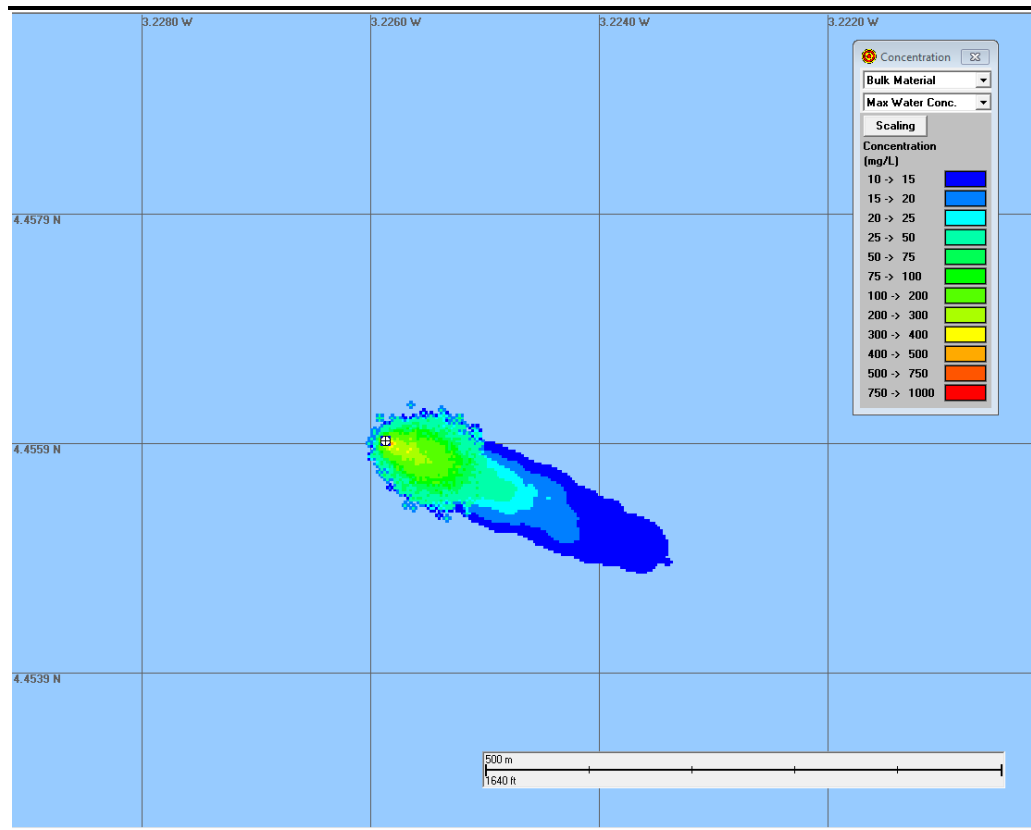 3.2280 W
3.2260 W
3.2240 W
3.2220 W
Concentration
Bulk Material
Max Water Conc.
Scaling
Concentration
(mg/L)
10 -> 15
15 -> 20
20 -> 25
25 -> 50
50 -> 75
75 -> 100
100 -> 200
200 -> 300
300 -> 400
400 -> 500
500 -> 750
750 -> 1000
4.4579 N
4.4559 N
4.4539 N
500 m
1640 ft